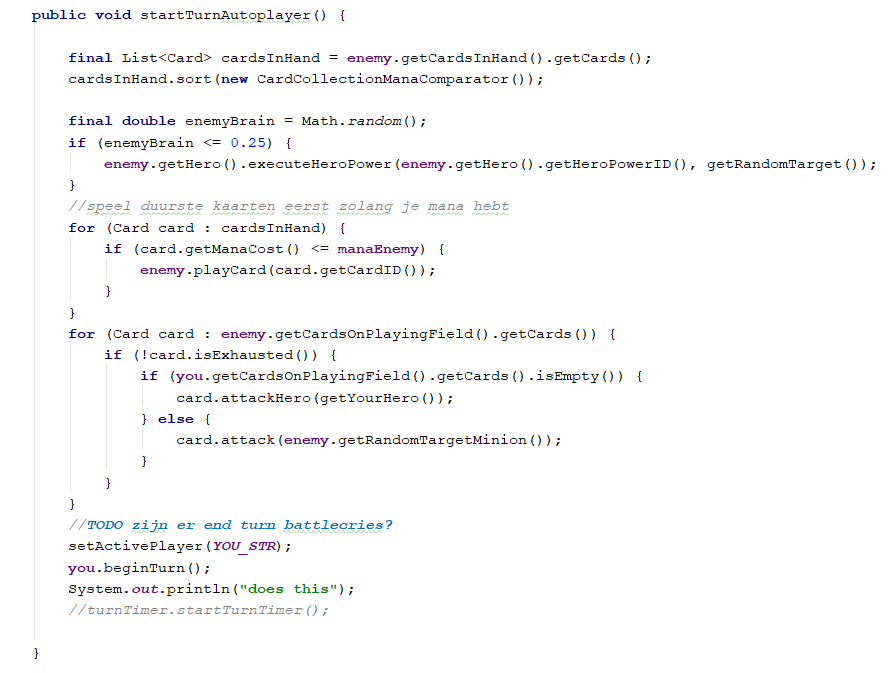 public void startTurnAutoplayer() {
final List<Card> cardsInHand = enemy.getCardsInHand().getCards();
cardsInHand.sort(new CardCollectionManaComparator());
final double enemyBrain = Math.random();
if (enemyBrain <= 0.25) {
enemy.getHero().executeHeroPower(enemy.getHero().getHeroPowerID(), getRandomTarget());
}
//speel duurste kaarten eerst zolang je mana hebt
for (Card card : cardsInHand) {
if (card.getManaCost() <= manaEnemy) {
enemy.playCard(card.getCardID());
}
}
for (Card card : enemy.getCardsOnPlayingField().getCards()) {
if (!card.isExhausted()) {
if (you.getCardsOnPlayingField().getCards().isEmpty()) {
card.attackHero(getYourHero());
} else {
card.attack(enemy.getRandomTargetMinion());
}
}
}
//TODO zijn er end turn battlecries?
setActivePlayer(YOU_STR);
you.beginTurn();
System.out.println("does this");
//turnTimer.startTurnTimer();
}